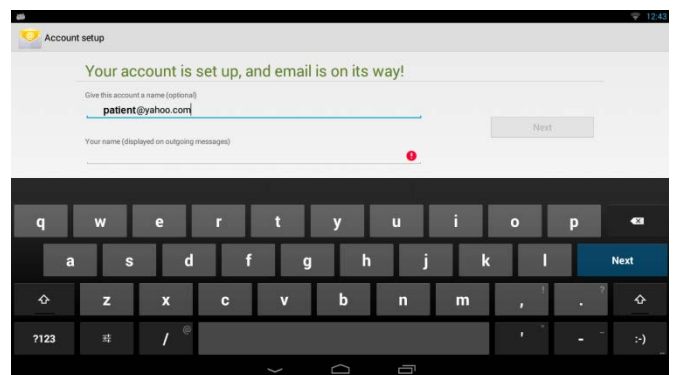 12:43
Account setup
Your account is set up, and email is on its way!
Give this account a name (optional)
patient@yahoo.com
Next
Your name (displayed on outgoing messages)
q w e r t y u i o p
a s d f g h j k l Next
z x c v b n m , ! . ?
?123 / @ ' " - _ :-)